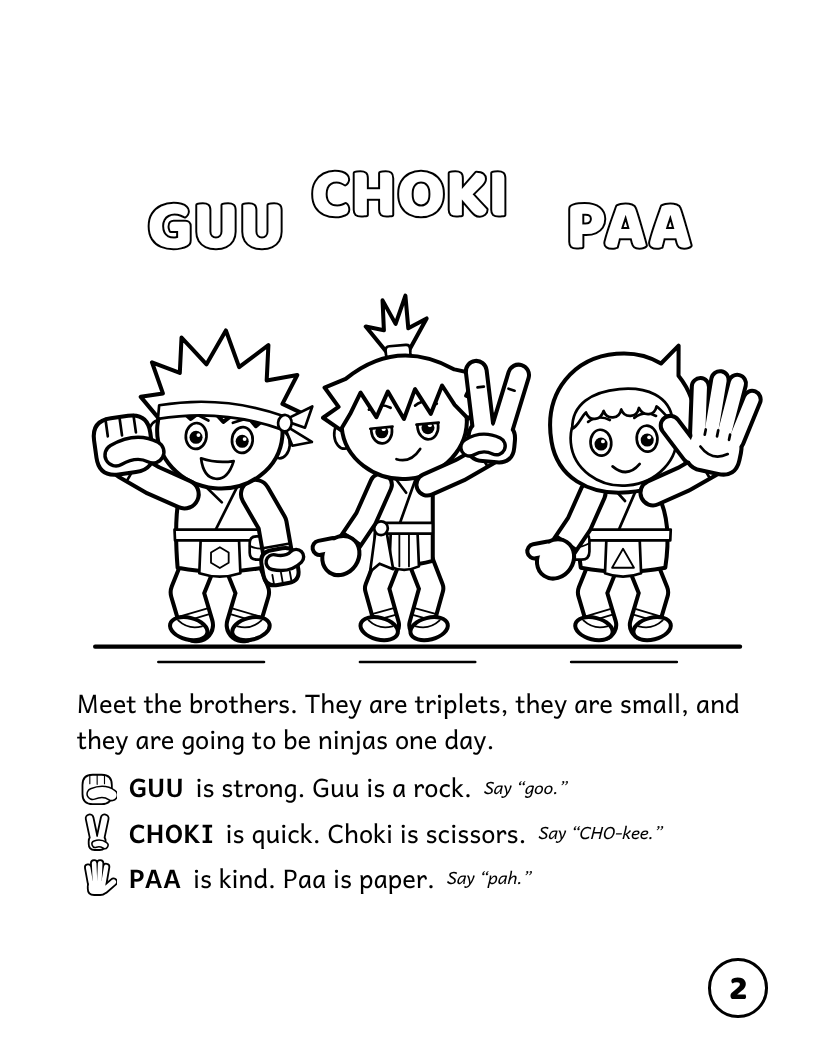 GUU CHOKI PAA
Meet the brothers. They are triplets, they are small, and
they are going to be ninjas one day.
GUU is strong. Guu is a rock. Say “goo.”
CHOKI is quick. Choki is scissors. Say “CHO-kee.”
PAA is kind. Paa is paper. Say “pah.”
2